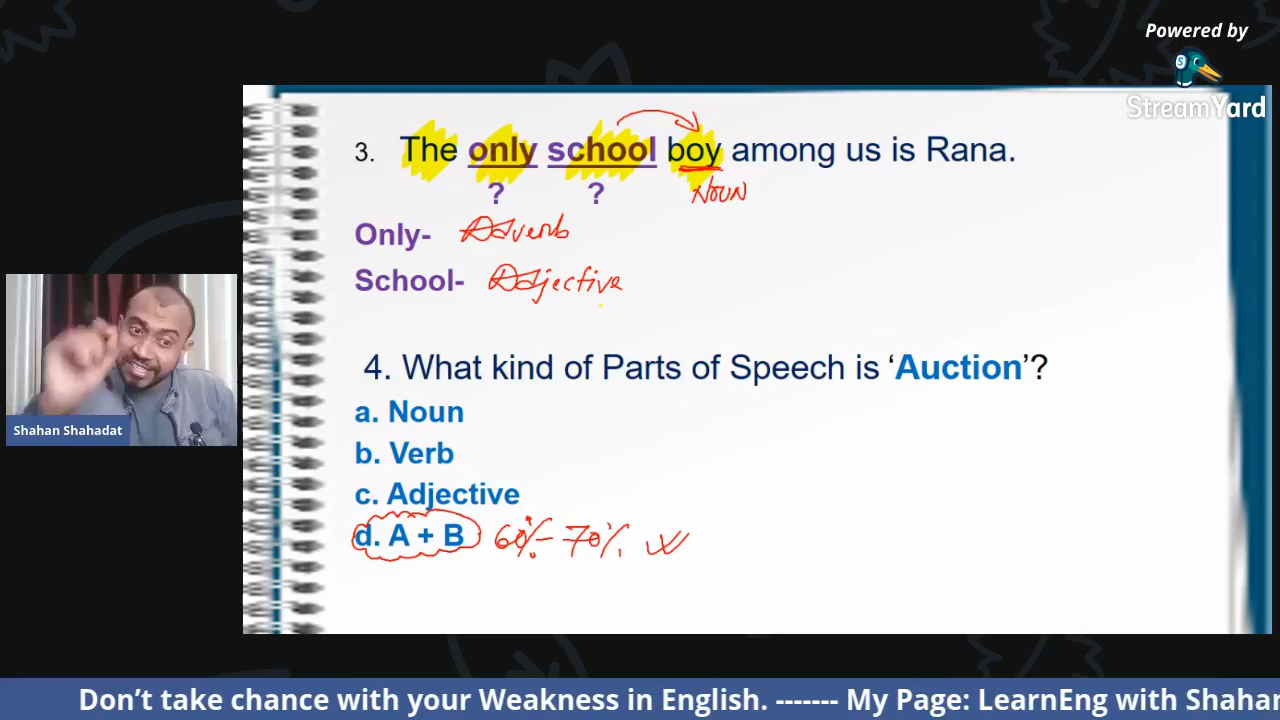 Powered by
StreamYard
3. The only school boy among us is Rana.
? ? Noun
Only- Adverb
School- Adjective
4. What kind of Parts of Speech is ‘Auction’?
a. Noun
b. Verb
c. Adjective
d. A + B 60%- 70%
Shahan Shahadat
Don’t take chance with your Weakness in English. ------- My Page: LearnEng with Shahan